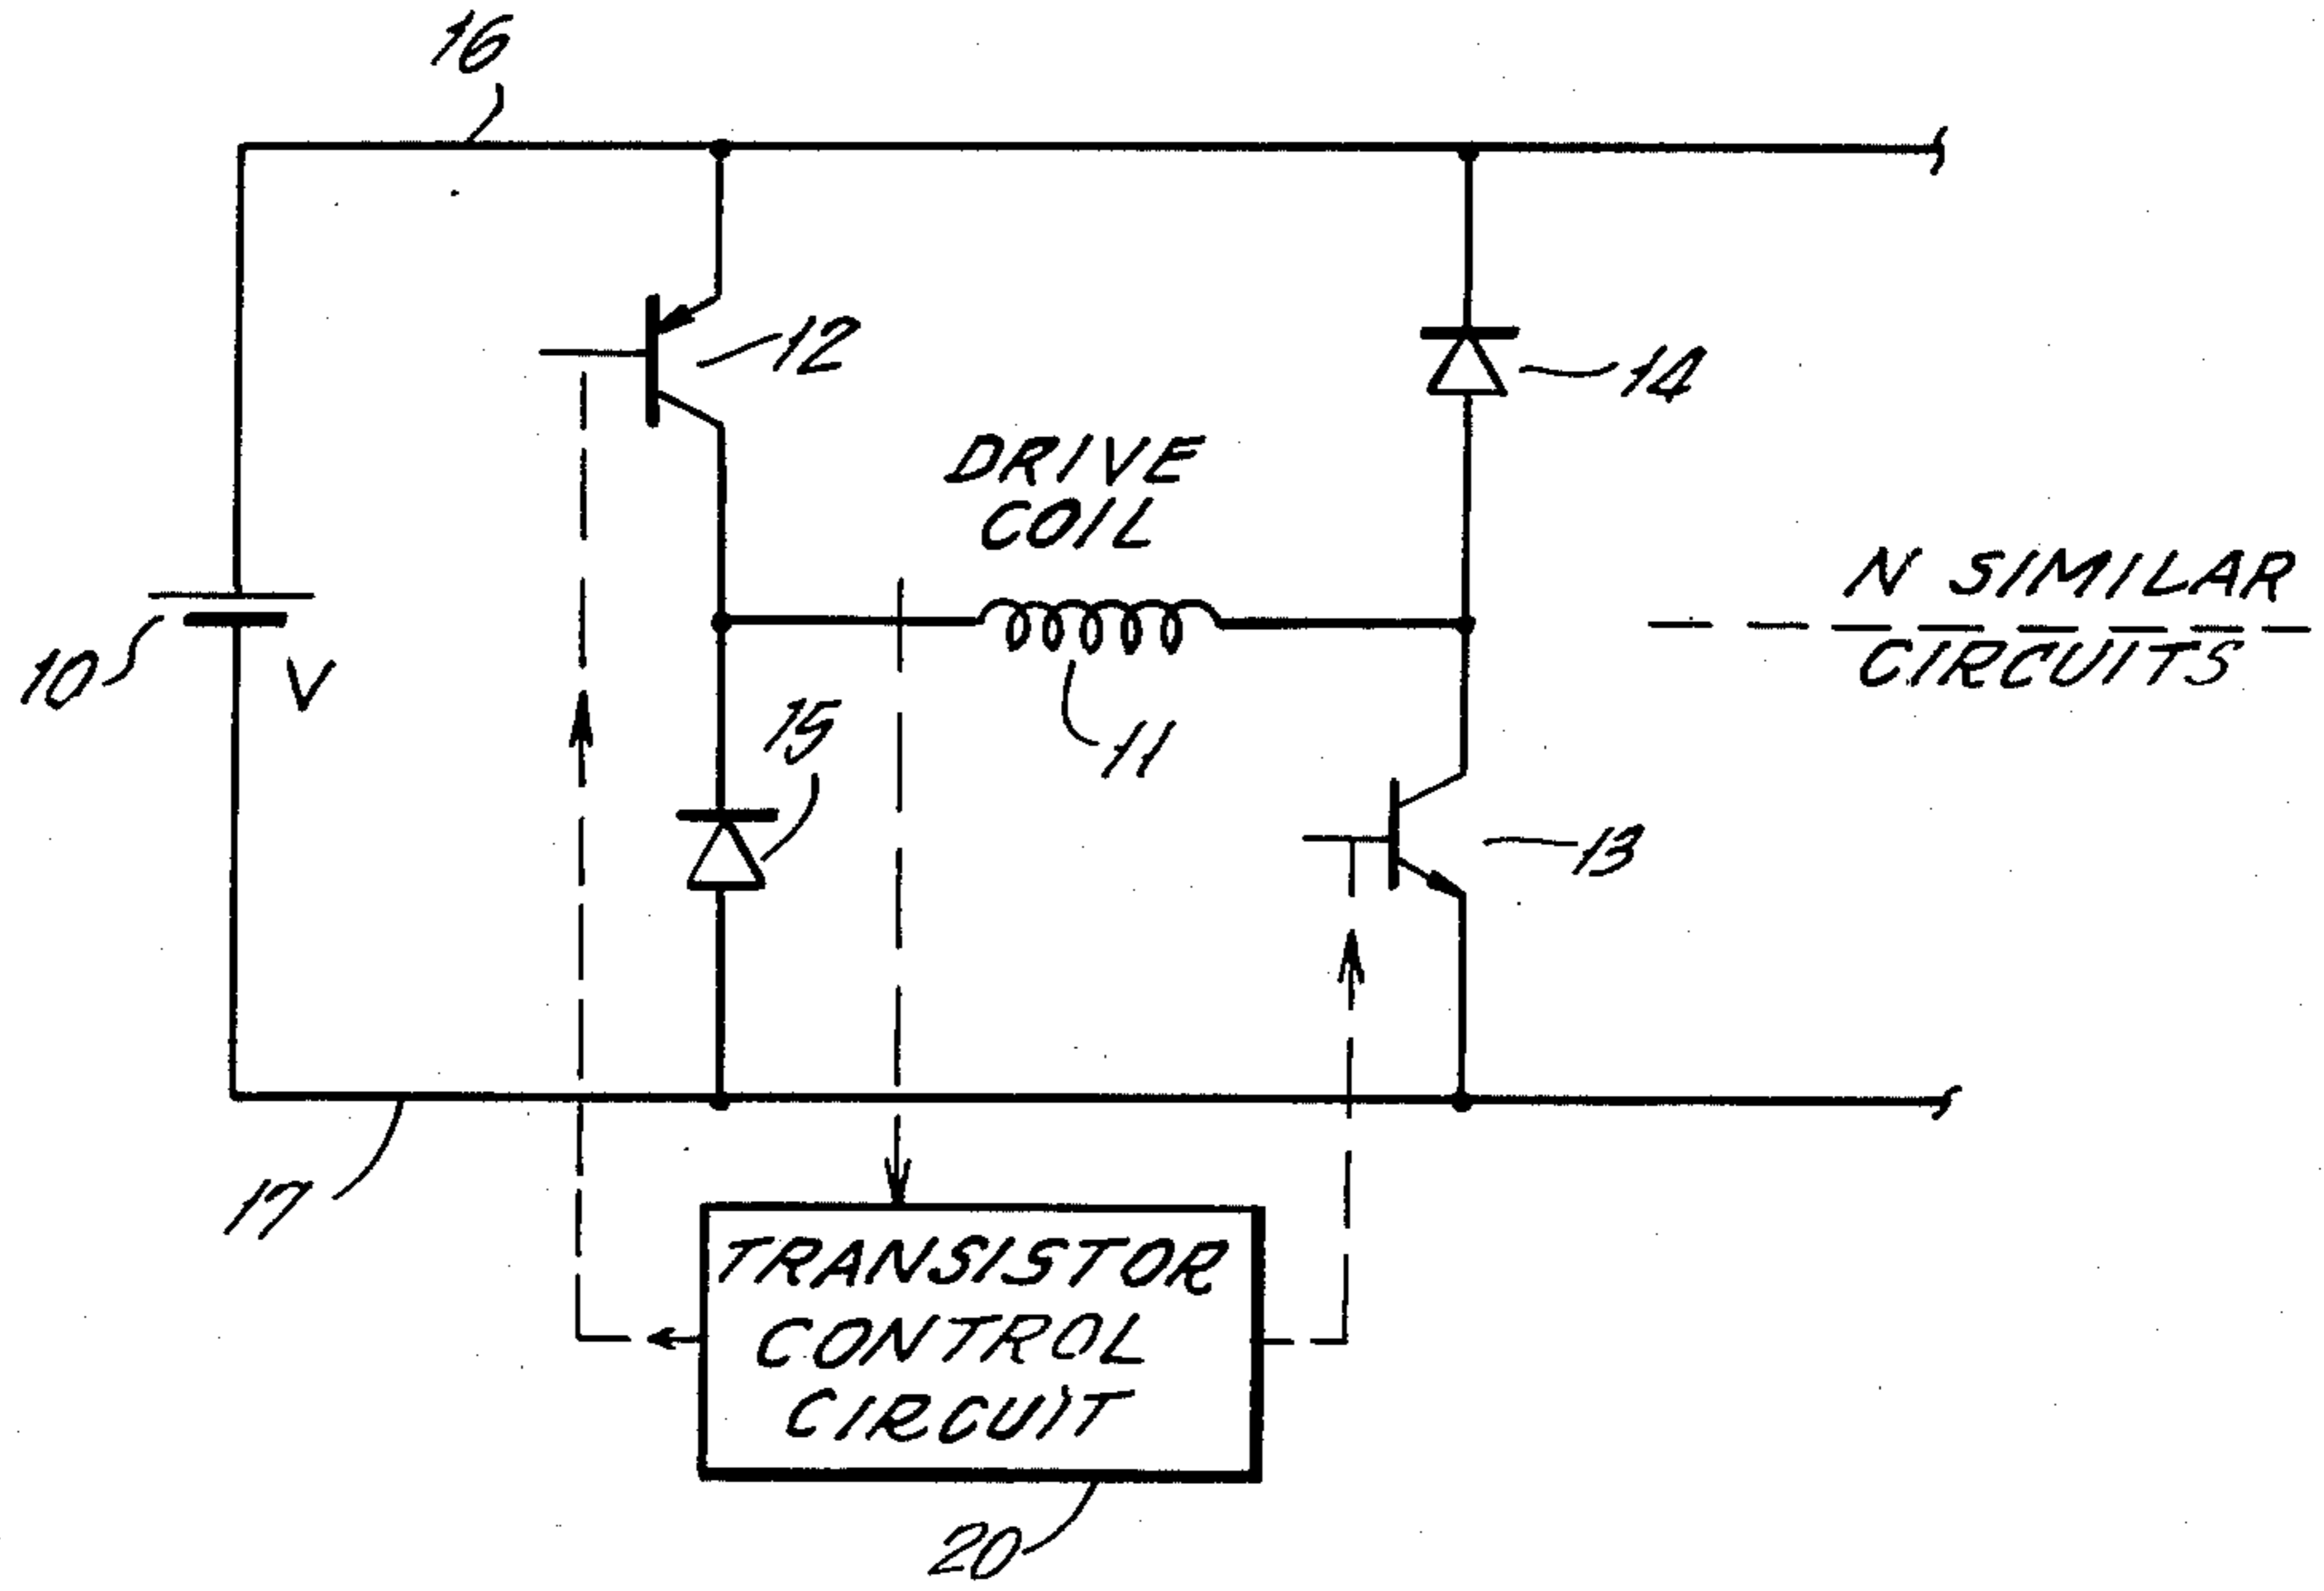 16
12
14
DRIVE
COIL
N SIMILAR
CIRCUITS
10
V
15
11
13
17
TRANSISTOR
CONTROL
CIRCUIT
20